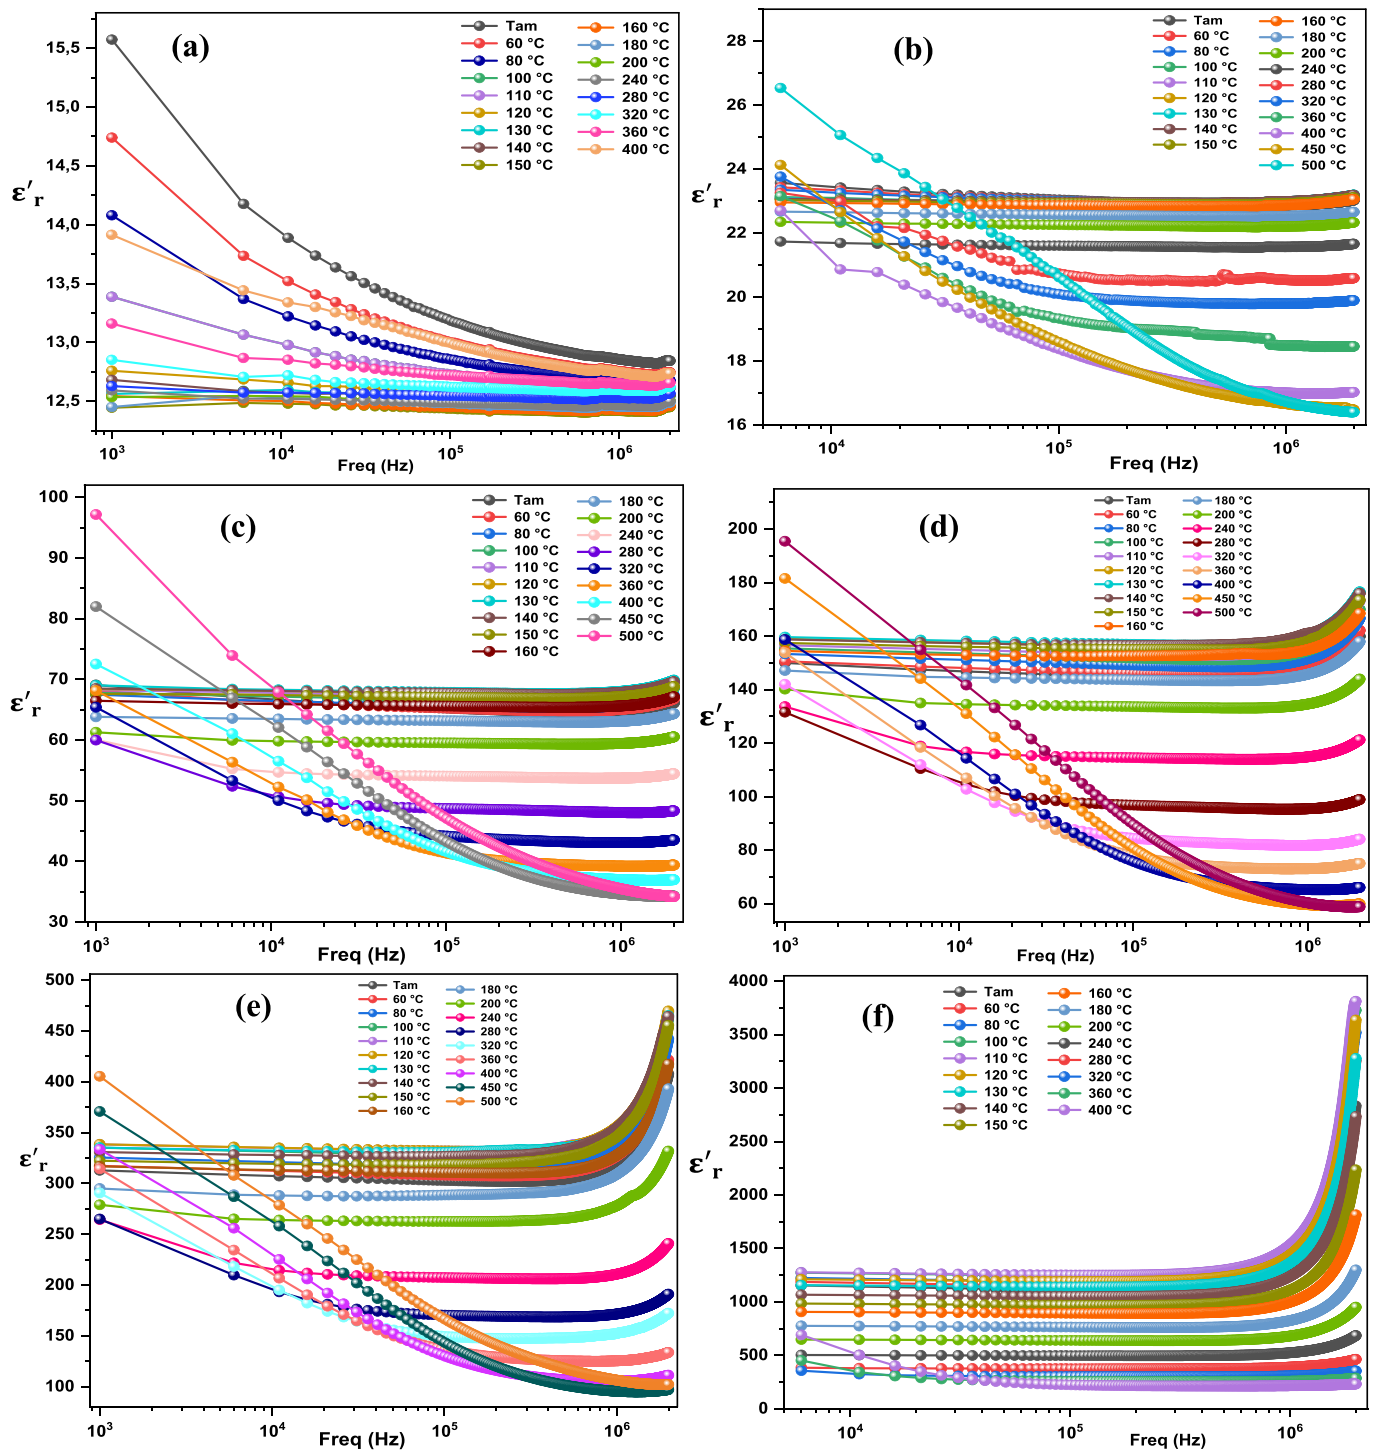 (a)
Tam
60 °C
80 °C
100 °C
110 °C
120 °C
130 °C
140 °C
150 °C
160 °C
180 °C
200 °C
240 °C
280 °C
320 °C
360 °C
400 °C
15,5
15,0
14,5
14,0
13,5
13,0
12,5
ε′r
10³
10⁴
10⁵
10⁶
Freq (Hz)
(b)
Tam
60 °C
80 °C
100 °C
110 °C
120 °C
130 °C
140 °C
150 °C
160 °C
180 °C
200 °C
240 °C
280 °C
320 °C
360 °C
400 °C
450 °C
500 °C
28
26
24
22
20
18
16
ε′r
10⁴
10⁵
10⁶
Freq (Hz)
(c)
Tam
60 °C
80 °C
100 °C
110 °C
120 °C
130 °C
140 °C
150 °C
160 °C
180 °C
200 °C
240 °C
280 °C
320 °C
360 °C
400 °C
450 °C
500 °C
100
90
80
70
60
50
40
30
ε′r
10³
10⁴
10⁵
10⁶
Freq (Hz)
(d)
Tam
60 °C
80 °C
100 °C
110 °C
120 °C
130 °C
140 °C
150 °C
160 °C
180 °C
200 °C
240 °C
280 °C
320 °C
360 °C
400 °C
450 °C
500 °C
200
180
160
140
120
100
80
60
ε′r
10³
10⁴
10⁵
10⁶
Freq (Hz)
(e)
Tam
60 °C
80 °C
100 °C
110 °C
120 °C
130 °C
140 °C
150 °C
160 °C
180 °C
200 °C
240 °C
280 °C
320 °C
360 °C
400 °C
450 °C
500 °C
500
450
400
350
300
250
200
150
100
ε′r
10³
10⁴
10⁵
10⁶
Freq (Hz)
(f)
Tam
60 °C
80 °C
100 °C
110 °C
120 °C
130 °C
140 °C
150 °C
160 °C
180 °C
200 °C
240 °C
280 °C
320 °C
360 °C
400 °C
4000
3500
3000
2500
2000
1500
1000
500
0
ε′r
10⁴
10⁵
10⁶
Freq (Hz)